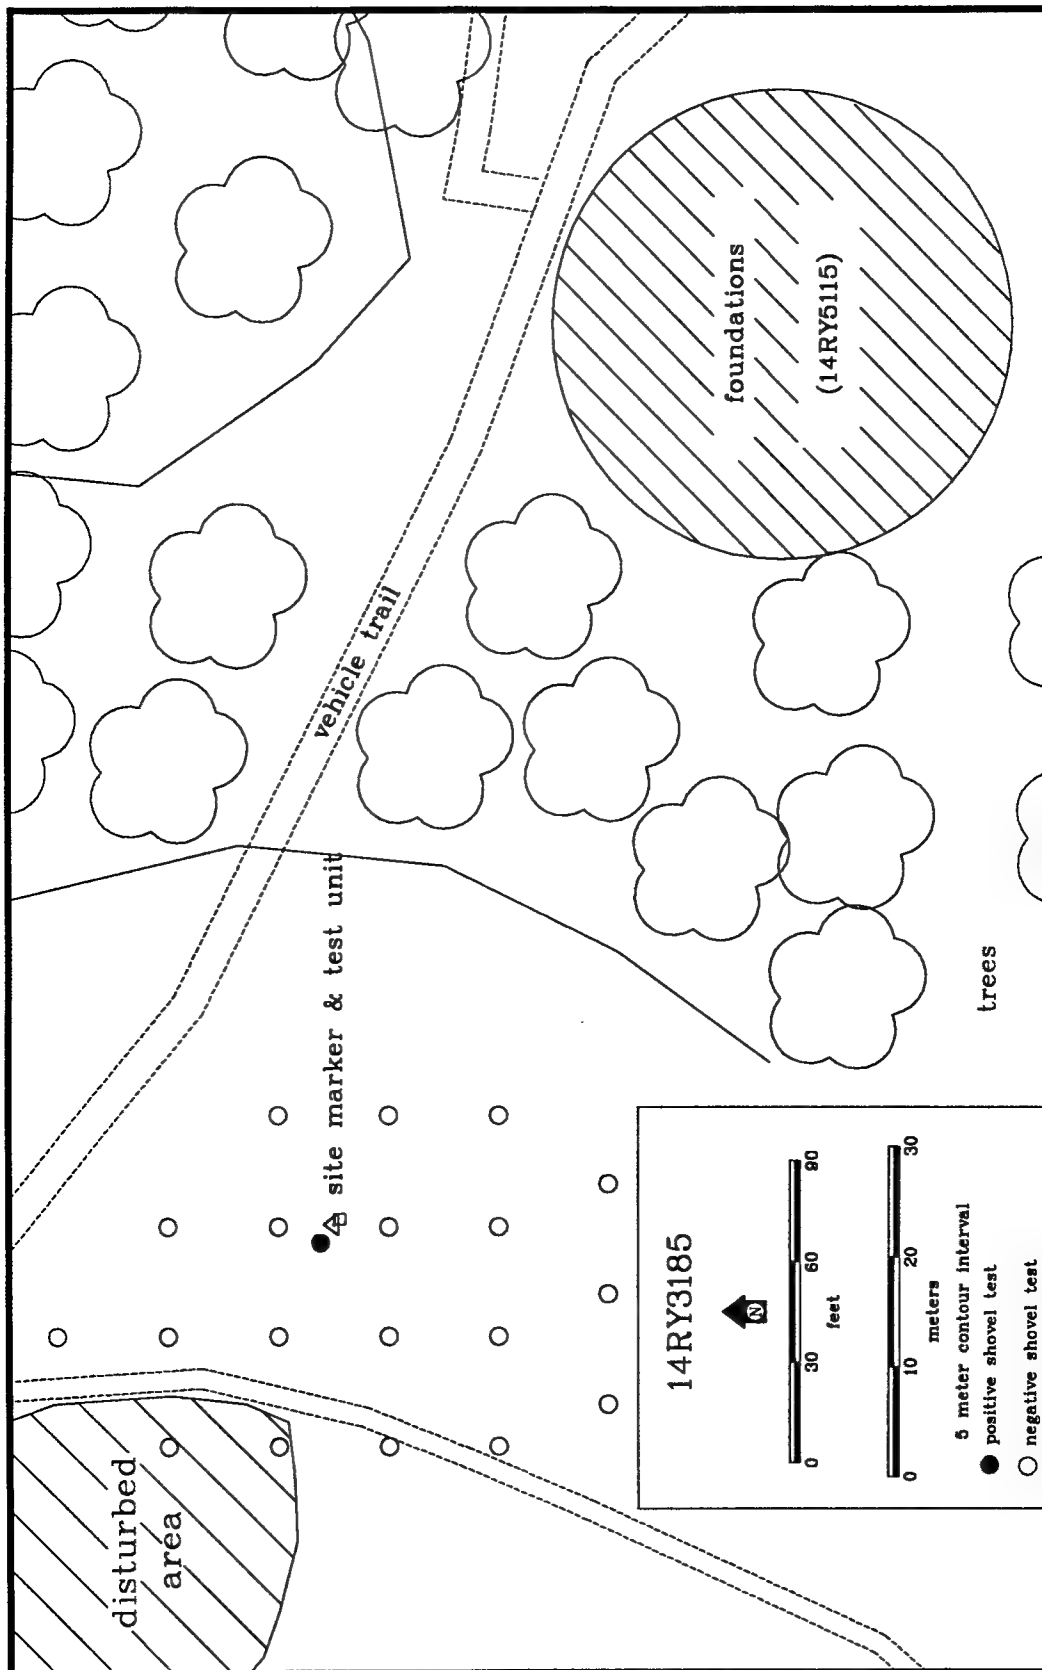 disturbed
area
vehicle trail
site marker & test unit
foundations
(14RY5115)
trees
14RY3185
N
0 30 60 90
feet
0 10 20 30
meters
5 meter contour interval
positive shovel test
negative shovel test